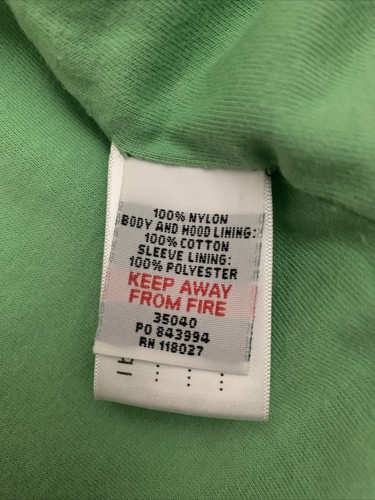 100% NYLON
BODY AND HOOD LINING:
100% COTTON
SLEEVE LINING:
100% POLYESTER
KEEP AWAY
FROM FIRE
35040
PO 843994
RN 118027